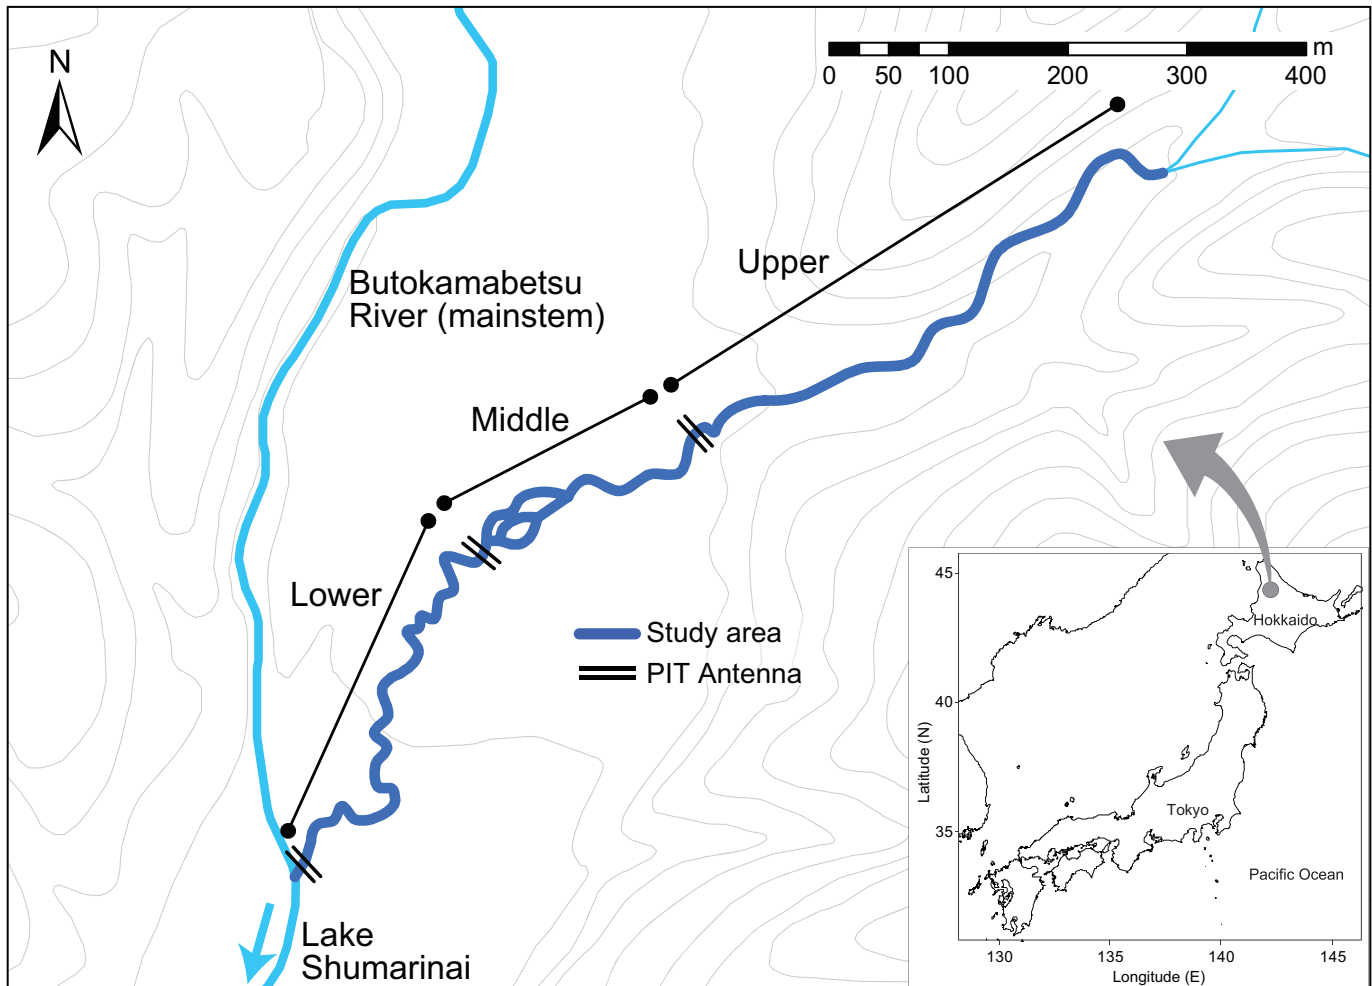 N
m
0
50
100
200
300
400
Upper
Butokamabetsu
River (mainstem)
Middle
Lower
Study area
PIT Antenna
Lake
Shumarinai
45
40
35
Latitude (N)
Hokkaido
Tokyo
Pacific Ocean
130
135
140
145
Longitude (E)